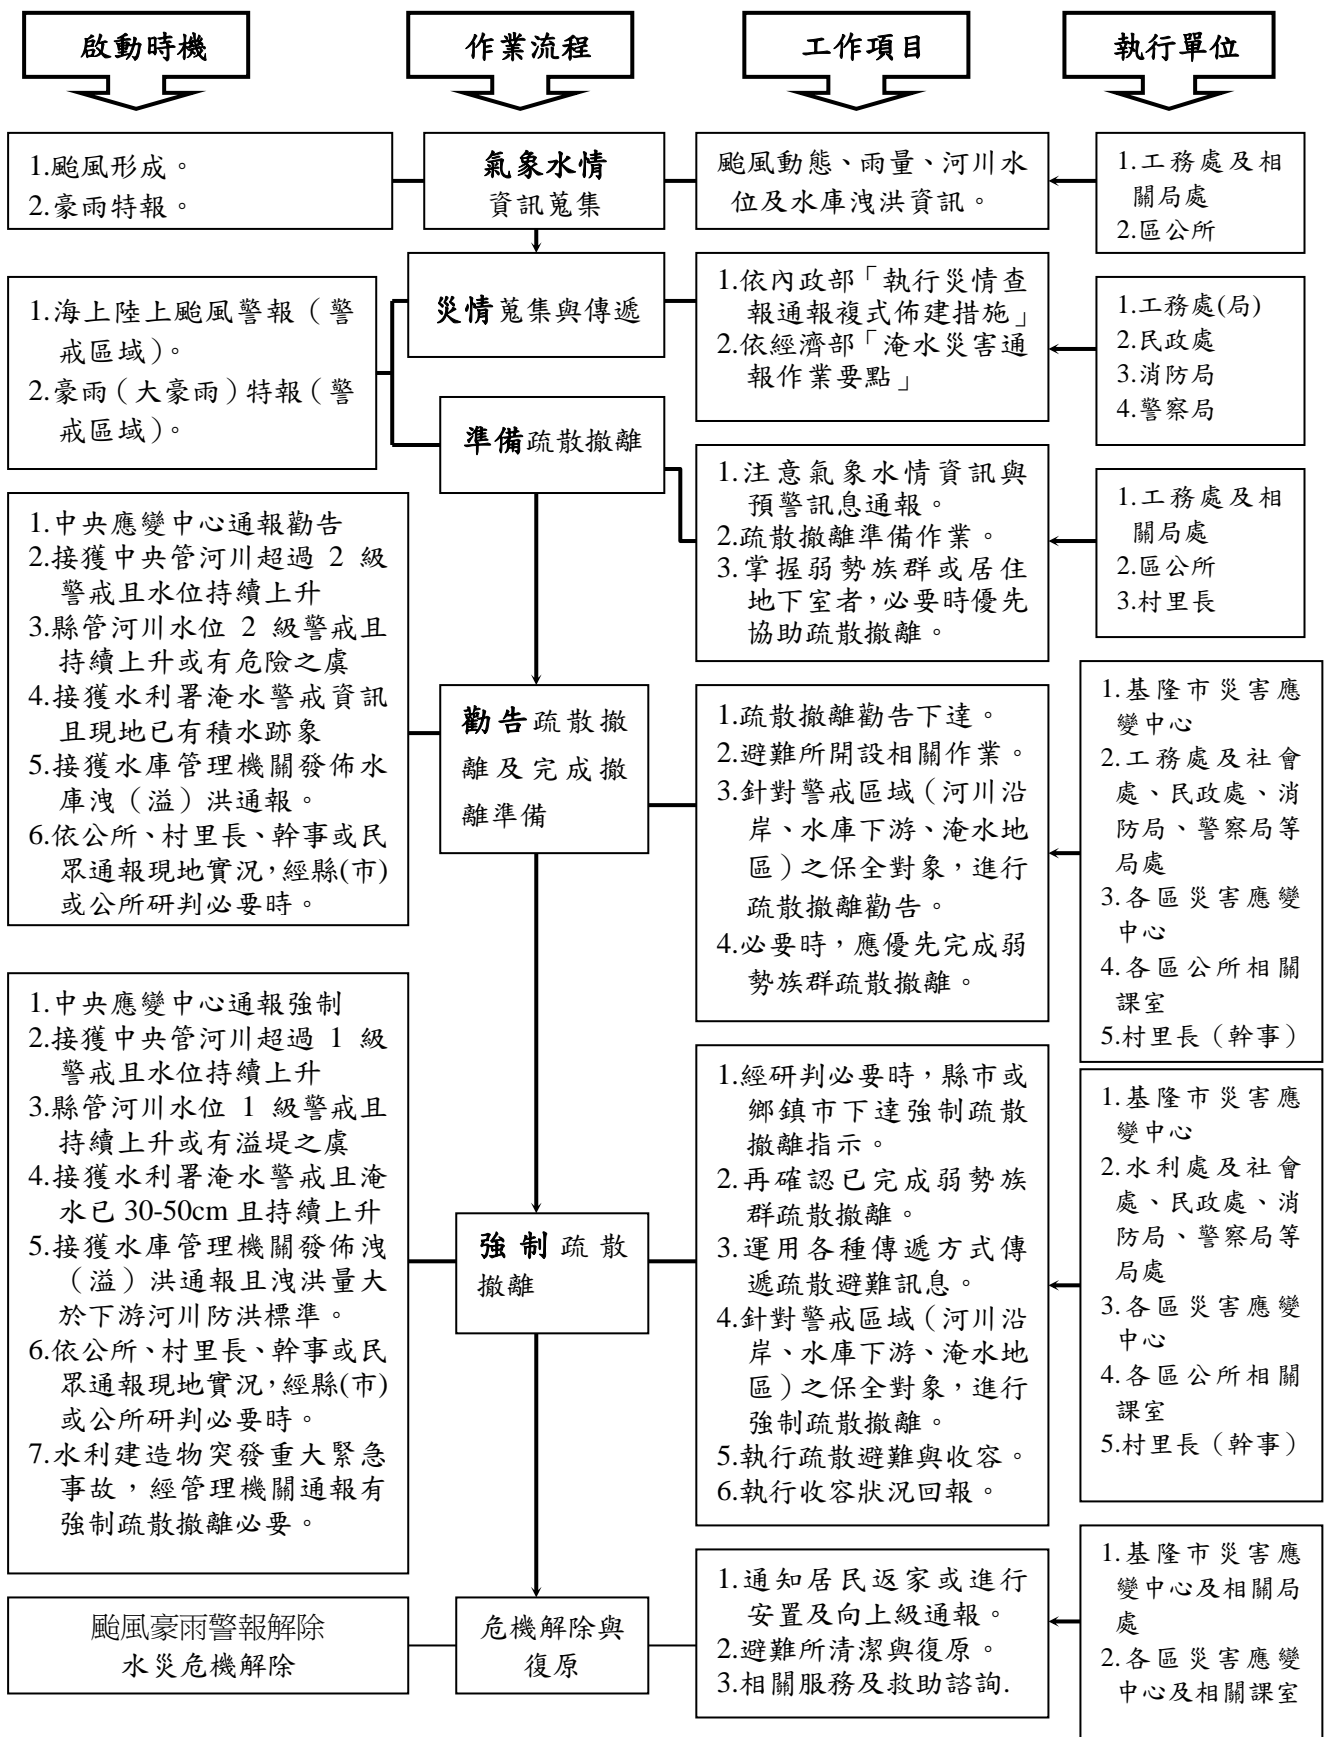 啟動時機
作業流程
工作項目
執行單位
1.颱風形成。
2.豪雨特報。
氣象水情
資訊蒐集
颱風動態、雨量、河川水
位及水庫洩洪資訊。
1.工務處及相
關局處
2.區公所
1.海上陸上颱風警報（警
戒區域）。
2.豪雨（大豪雨）特報（警
戒區域）。
災情蒐集與傳遞
1.依內政部「執行災情查
報通報複式佈建措施」
2.依經濟部「淹水災害通
報作業要點」
1.工務處(局)
2.民政處
3.消防局
4.警察局
準備疏散撤離
1.注意氣象水情資訊與
預警訊息通報。
2.疏散撤離準備作業。
3.掌握弱勢族群或居住
地下室者，必要時優先
協助疏散撤離。
1.工務處及相
關局處
2.區公所
3.村里長
1.中央應變中心通報勸告
2.接獲中央管河川超過 2 級
警戒且水位持續上升
3.縣管河川水位 2 級警戒且
持續上升或有危險之虞
4.接獲水利署淹水警戒資訊
且現地已有積水跡象
5.接獲水庫管理機關發佈水
庫洩（溢）洪通報。
6.依公所、村里長、幹事或民
眾通報現地實況，經縣(市)
或公所研判必要時。
勸告疏散撤
離及完成撤
離準備
1.疏散撤離勸告下達。
2.避難所開設相關作業。
3.針對警戒區域（河川沿
岸、水庫下游、淹水地
區）之保全對象，進行
疏散撤離勸告。
4.必要時，應優先完成弱
勢族群疏散撤離。
1.基隆市災害應
變中心
2.工務處及社會
處、民政處、消
防局、警察局等
局處
3.各區災害應變
中心
4.各區公所相關
課室
5.村里長（幹事）
1.中央應變中心通報強制
2.接獲中央管河川超過 1 級
警戒且水位持續上升
3.縣管河川水位 1 級警戒且
持續上升或有溢堤之虞
4.接獲水利署淹水警戒且淹
水已 30-50cm 且持續上升
5.接獲水庫管理機關發佈洩
（溢）洪通報且洩洪量大
於下游河川防洪標準。
6.依公所、村里長、幹事或民
眾通報現地實況，經縣(市)
或公所研判必要時。
7.水利建造物突發重大緊急
事故，經管理機關通報有
強制疏散撤離必要。
強制疏散
撤離
1.經研判必要時，縣市或
鄉鎮市下達強制疏散
撤離指示。
2.再確認已完成弱勢族
群疏散撤離。
3.運用各種傳遞方式傳
遞疏散避難訊息。
4.針對警戒區域（河川沿
岸、水庫下游、淹水地
區）之保全對象，進行
強制疏散撤離。
5.執行疏散避難與收容。
6.執行收容狀況回報。
1.基隆市災害應
變中心
2.水利處及社會
處、民政處、消
防局、警察局等
局處
3.各區災害應變
中心
4.各區公所相關
課室
5.村里長（幹事）
颱風豪雨警報解除
水災危機解除
危機解除與
復原
1.通知居民返家或進行
安置及向上級通報。
2.避難所清潔與復原。
3.相關服務及救助諮詢.
1.基隆市災害應
變中心及相關局
處
2.各區災害應變
中心及相關課室